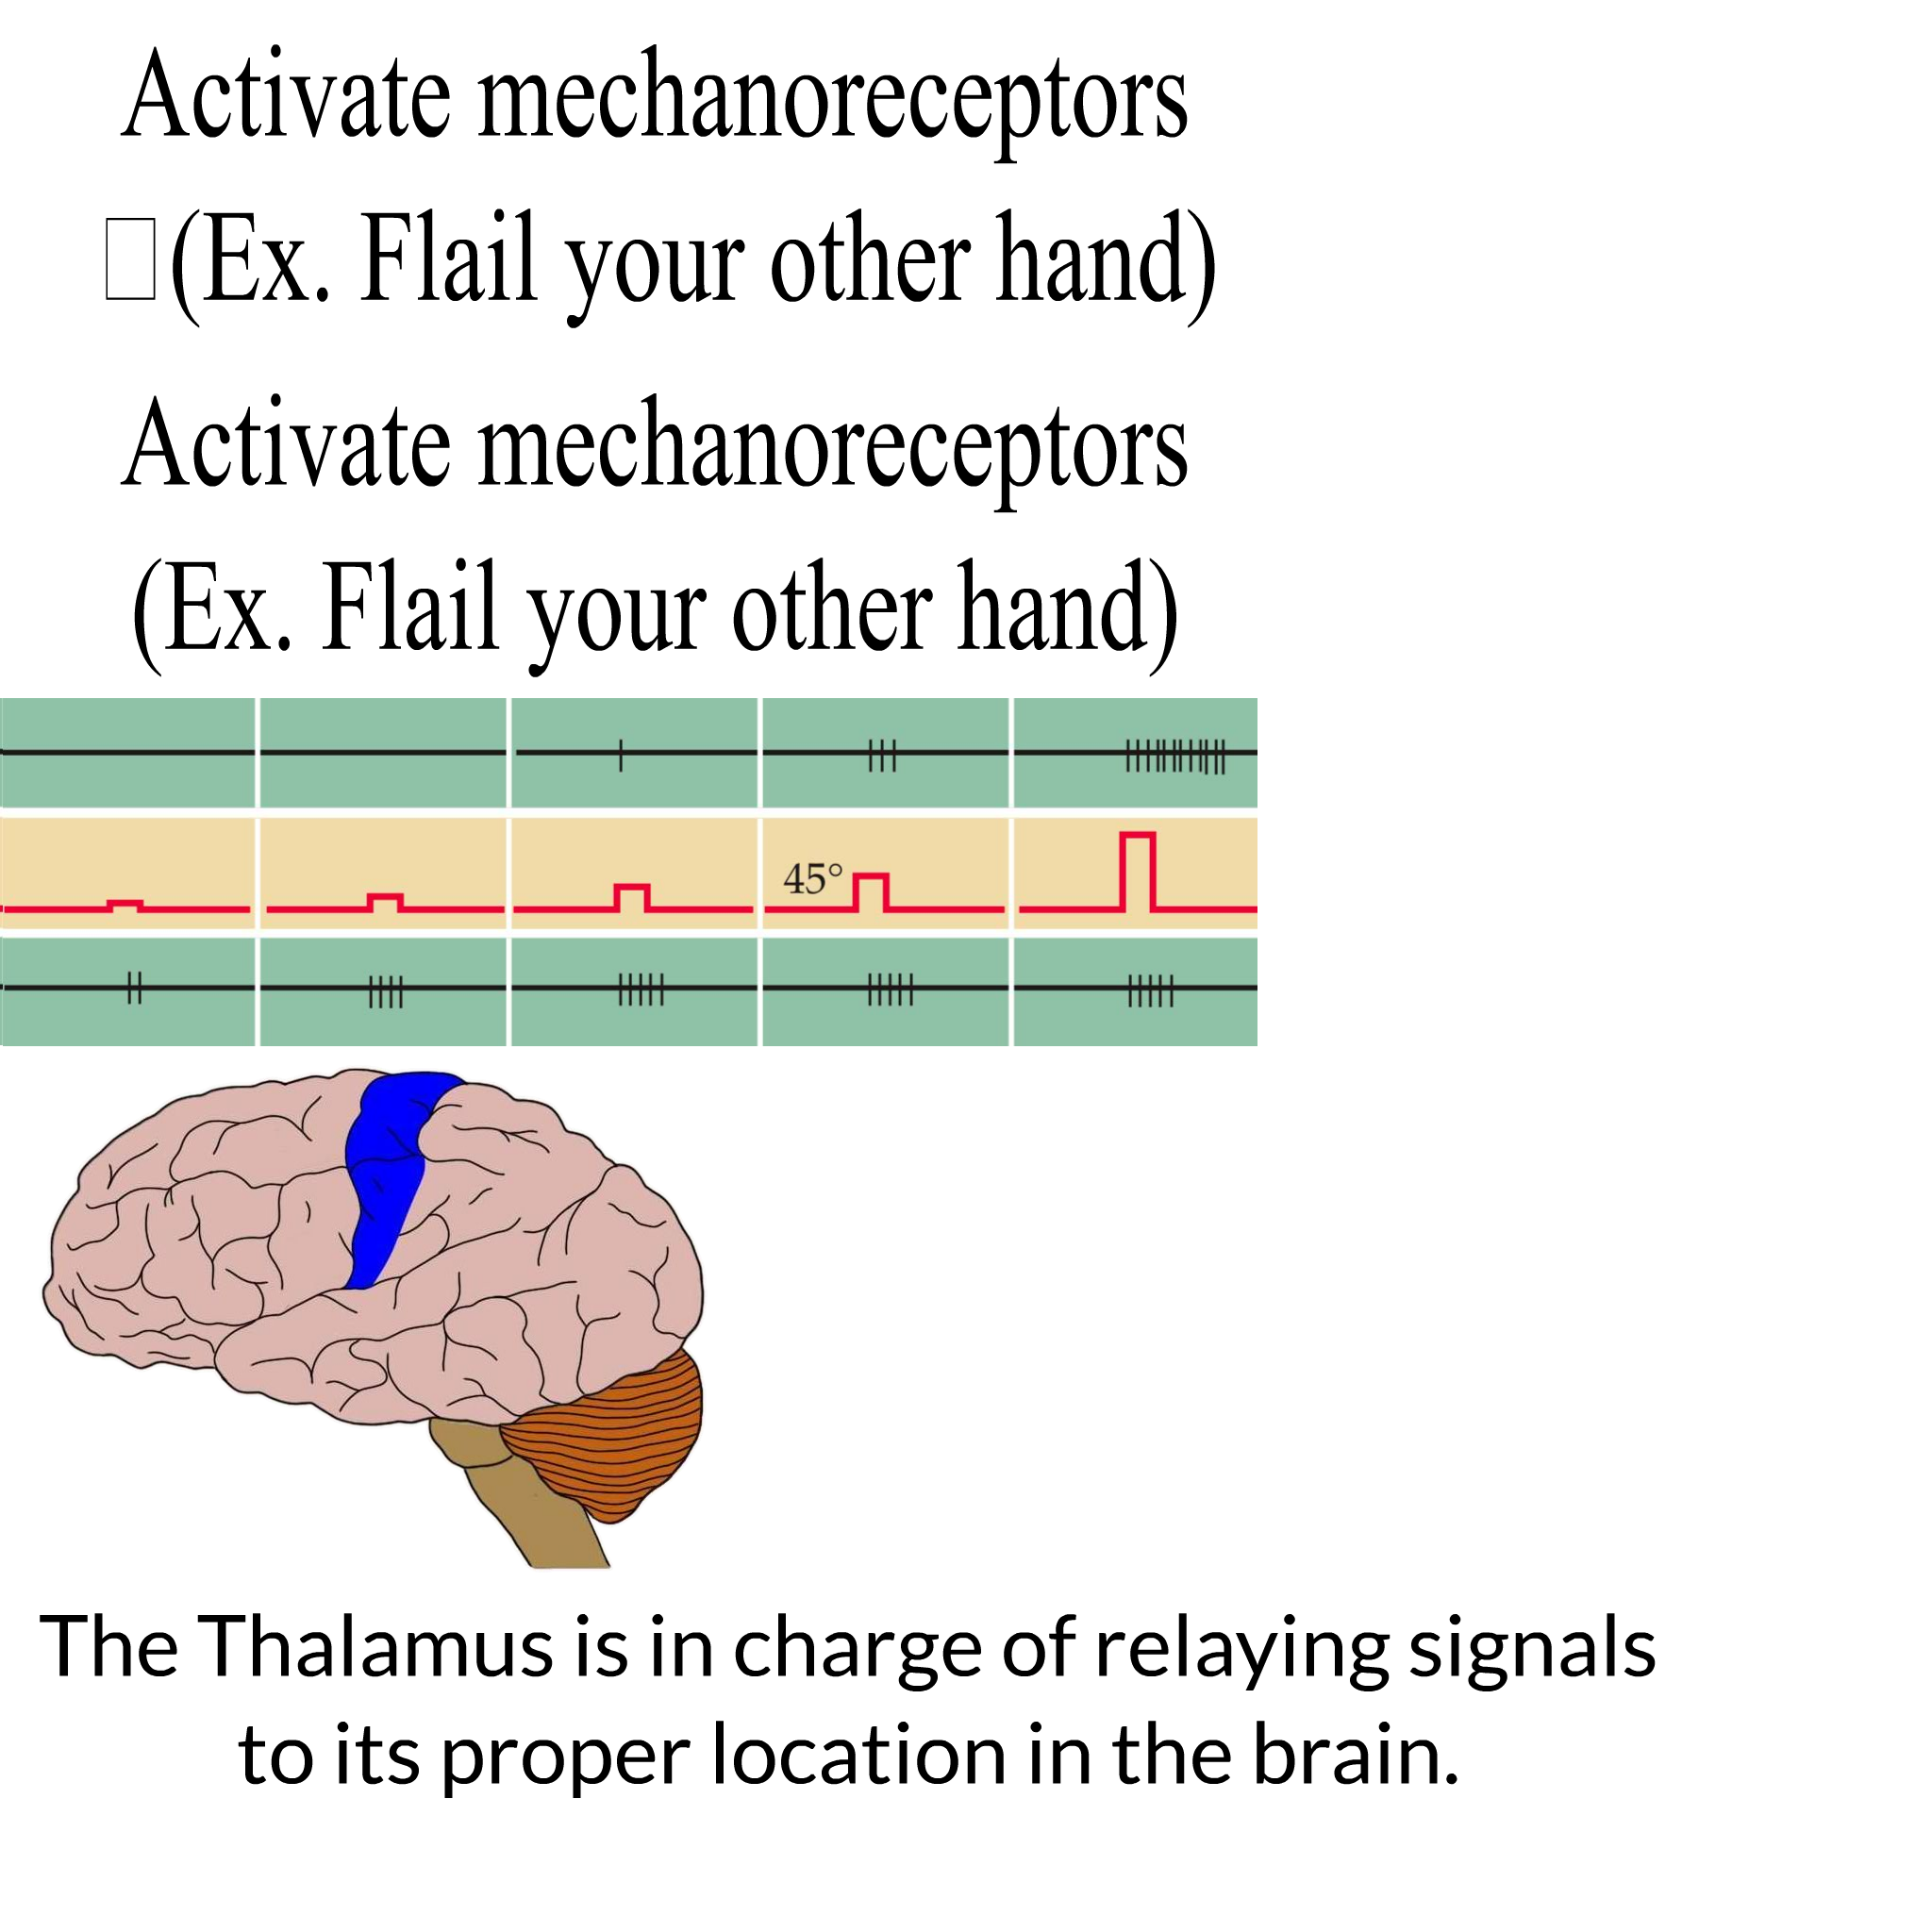 Activate mechanoreceptors
(Ex. Flail your other hand)
Activate mechanoreceptors
(Ex. Flail your other hand)
45°
The Thalamus is in charge of relaying signals
to its proper location in the brain.